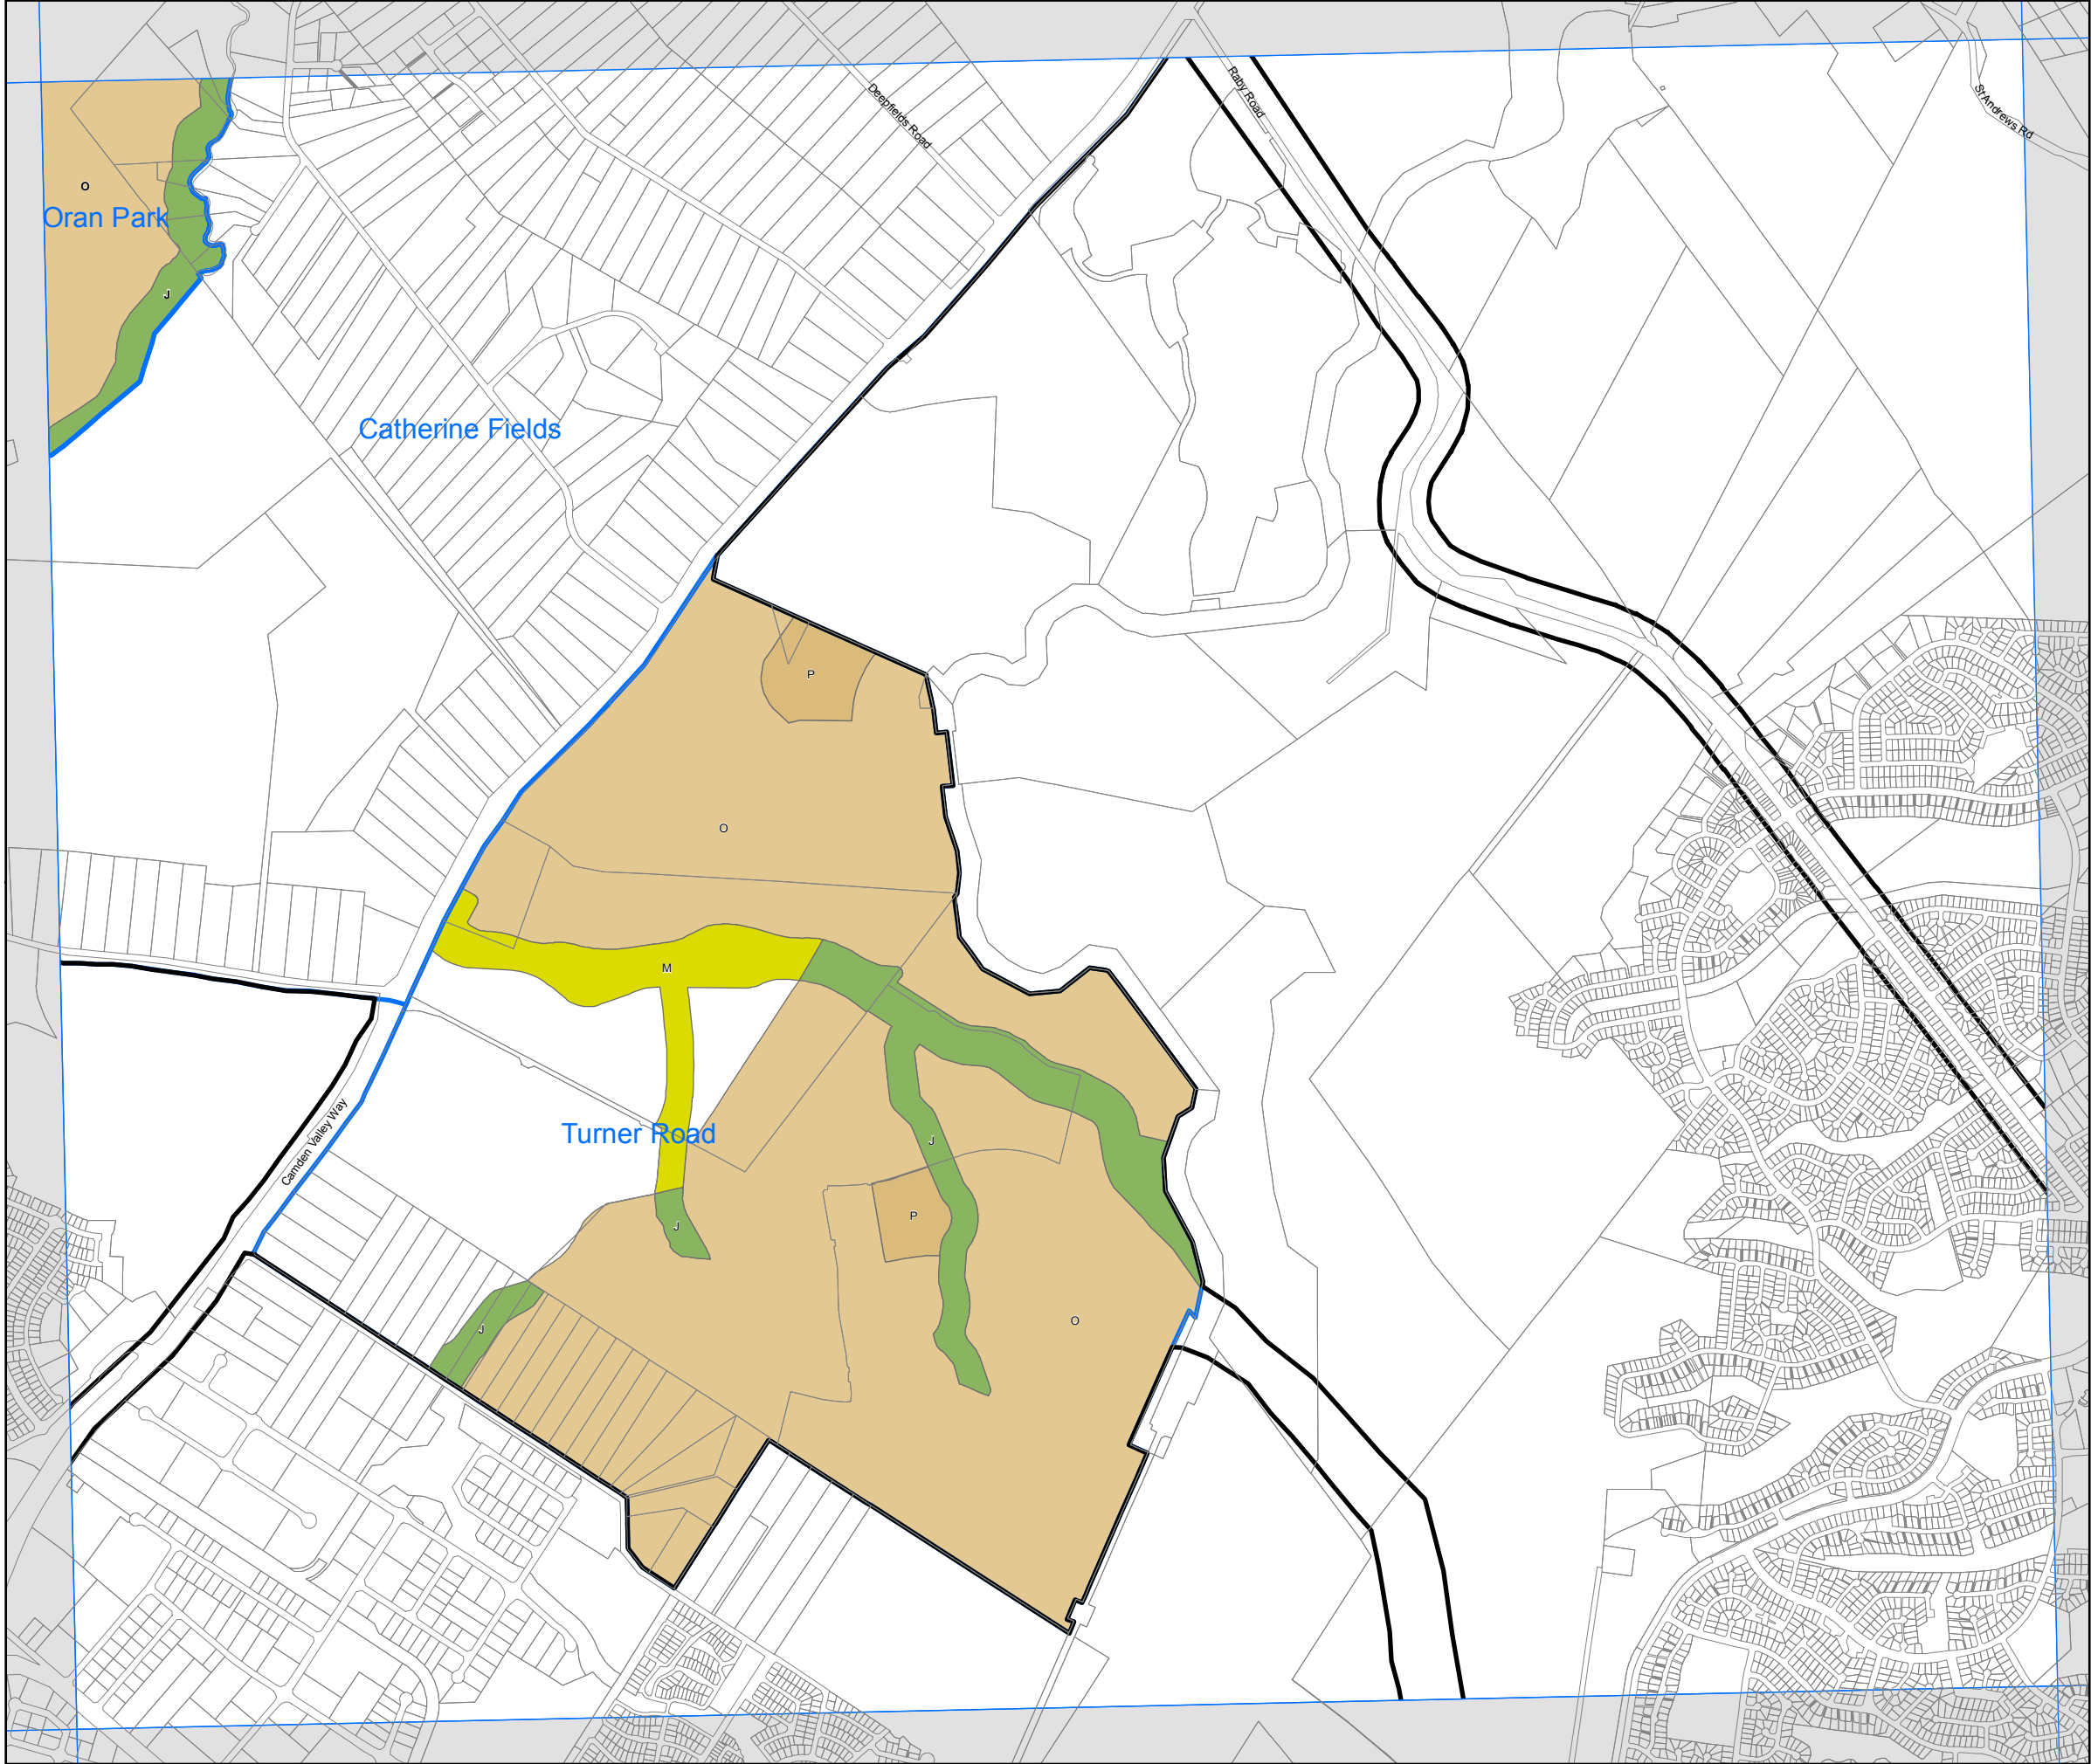 Raby Road
St Andrews Rd
Deepfields Road
O
Oran Park
J
Catherine Fields
P
O
M
Camden Valley Way
Turner Road
J
P
J
O
J